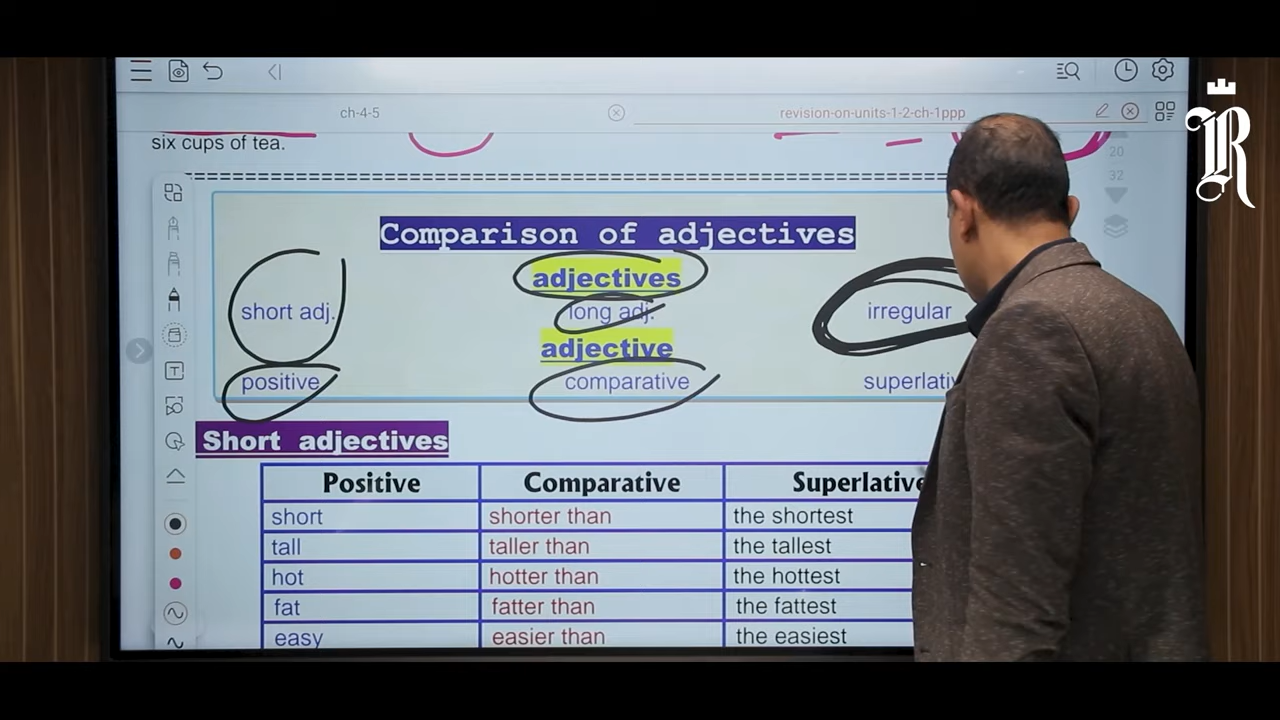 ch-4-5
revision-on-units-1-2-ch-1ppp
six cups of tea.
20
32
Comparison of adjectives
adjectives
short adj. long adj. irregular
adjective
positive comparative superlativ
Short adjectives
Positive Comparative Superlative
short shorter than the shortest
tall taller than the tallest
hot hotter than the hottest
fat fatter than the fattest
easy easier than the easiest
R